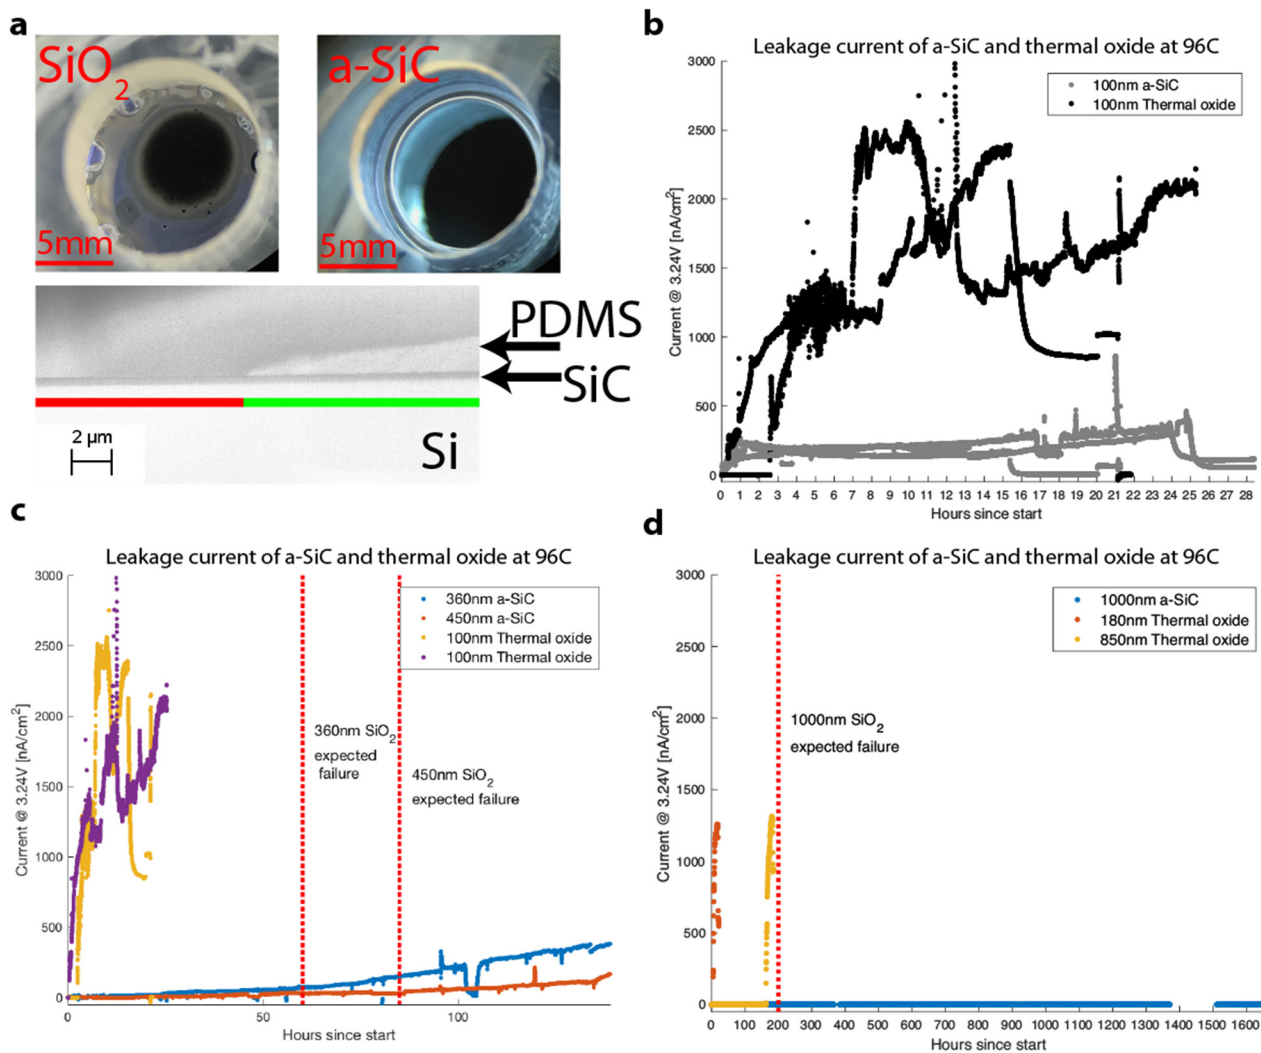 a
SiO2
5mm
a-SiC
5mm
PDMS
SiC
2 µm
Si
b
Leakage current of a-SiC and thermal oxide at 96C
100nm a-SiC
100nm Thermal oxide
Current @ 3.24V [nA/cm²]
3000
2500
2000
1500
1000
500
0
0 1 2 3 4 5 6 7 8 9 10 11 12 13 14 15 16 17 18 19 20 21 22 23 24 25 26 27 28
Hours since start
c
Leakage current of a-SiC and thermal oxide at 96C
360nm a-SiC
450nm a-SiC
100nm Thermal oxide
100nm Thermal oxide
360nm SiO2
expected
failure
450nm SiO2
expected failure
Current @ 3.24V [nA/cm²]
3000
2500
2000
1500
1000
500
0
0 50 100
Hours since start
d
Leakage current of a-SiC and thermal oxide at 96C
1000nm a-SiC
180nm Thermal oxide
850nm Thermal oxide
1000nm SiO2
expected failure
Current @ 3.24V [nA/cm²]
3000
2500
2000
1500
1000
500
0
0 100 200 300 400 500 600 700 800 900 1000 1100 1200 1300 1400 1500 1600
Hours since start